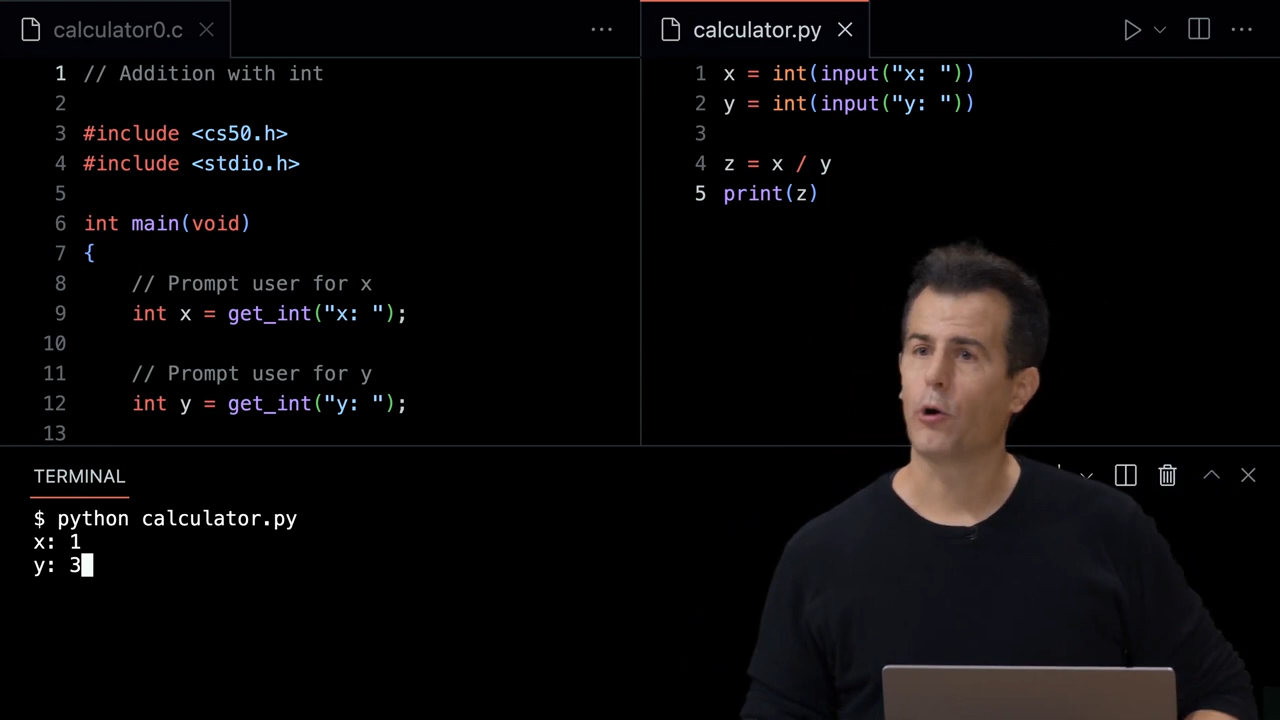 calculator0.c
1 // Addition with int
2
3 #include <cs50.h>
4 #include <stdio.h>
5
6 int main(void)
7 {
8     // Prompt user for x
9     int x = get_int("x: ");
10
11     // Prompt user for y
12     int y = get_int("y: ");
13
calculator.py
1 x = int(input("x: "))
2 y = int(input("y: "))
3
4 z = x / y
5 print(z)
TERMINAL
$ python calculator.py
x: 1
y: 3